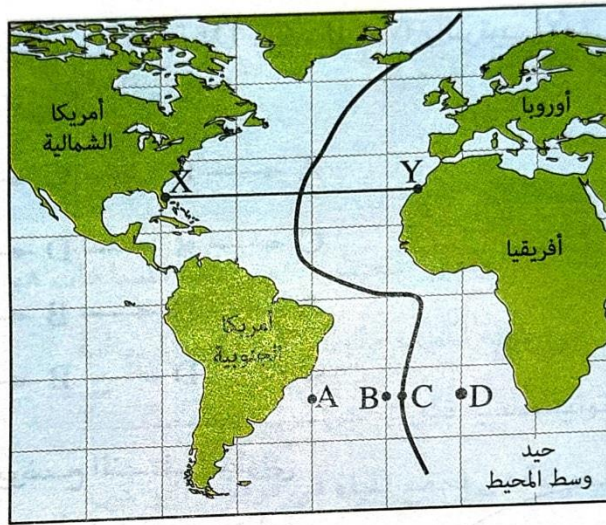 أمريكا
الشمالية
أوروبا
X
Y
أفريقيا
أمريكا
الجنوبية
A
B
C
D
حيد
وسط المحيط